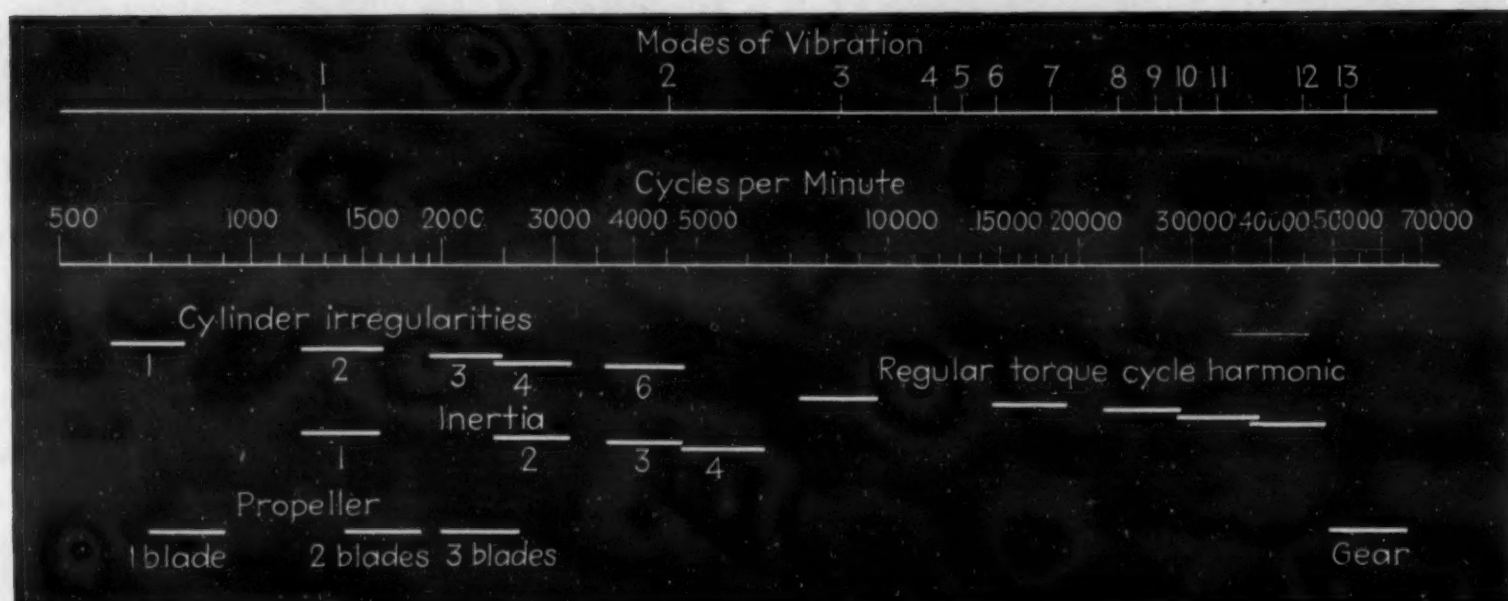 Modes of Vibration
1 2 3 4 5 6 7 8 9 10 11 12 13
Cycles per Minute
500 1000 1500 2000 3000 4000 5000 10000 15000 20000 30000 40000 50000 70000
Cylinder irregularities
1 2 3 4 6
Regular torque cycle harmonic
Inertia
1 2 3 4
Propeller
1 blade 2 blades 3 blades Gear